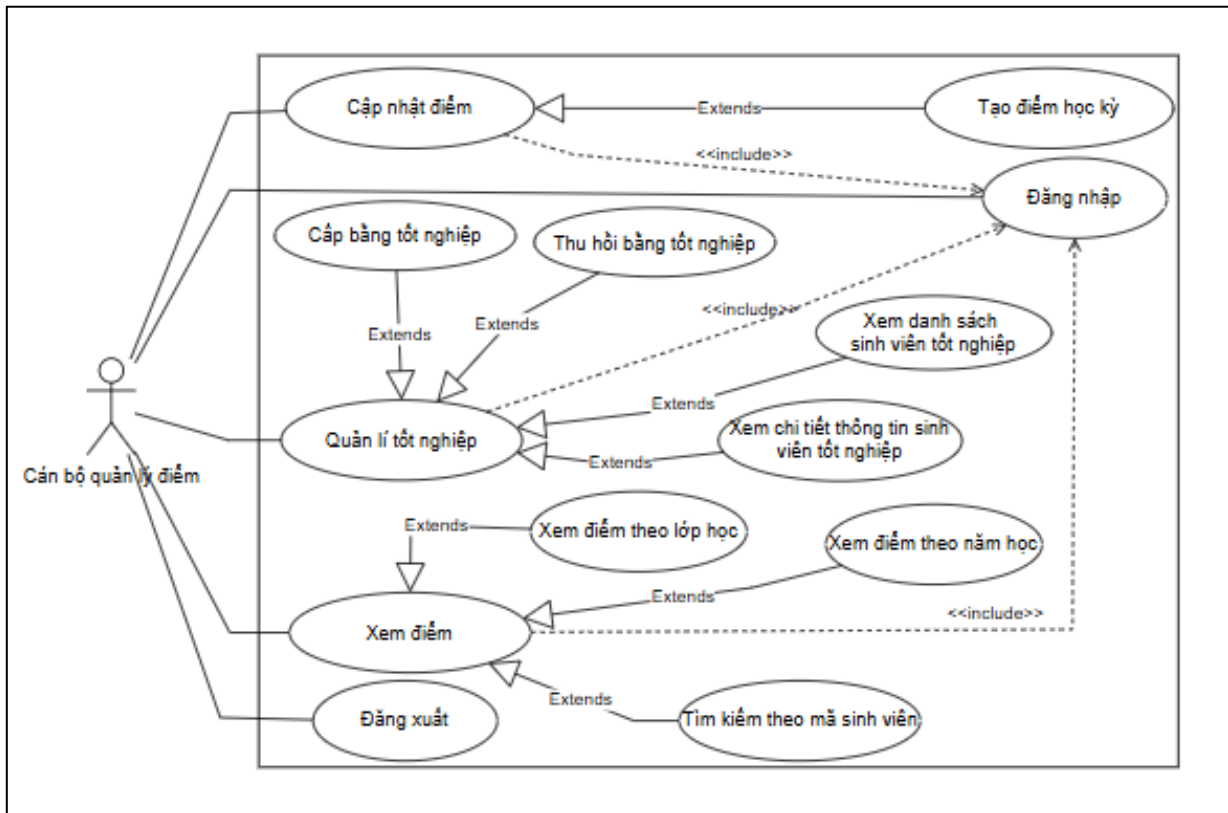 Cập nhật điểm
Extends
Tạo điểm học kỳ
<<include>>
Đăng nhập
Cấp bằng tốt nghiệp
Thu hồi bằng tốt nghiệp
<<include>>
Extends
Extends
Xem danh sách
sinh viên tốt nghiệp
Extends
Quản lí tốt nghiệp
Xem chi tiết thông tin sinh
viên tốt nghiệp
Extends
Cán bộ quản lý điểm
Extends
Xem điểm theo lớp học
Xem điểm theo năm học
Extends
<<include>>
Xem điểm
Extends
Đăng xuất
Tìm kiếm theo mã sinh viên